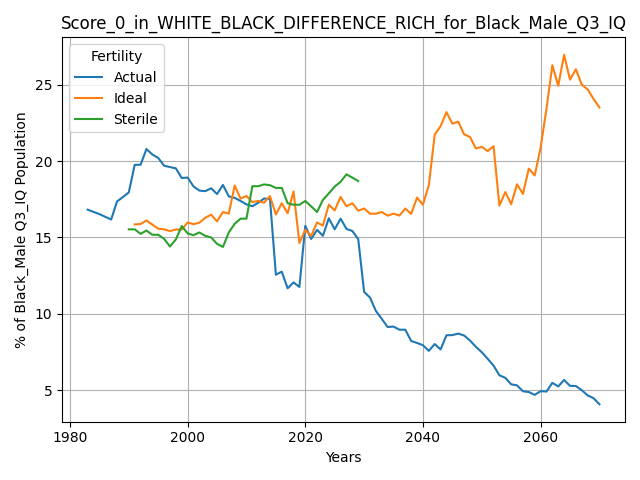 Score_0_in_WHITE_BLACK_DIFFERENCE_RICH_for_Black_Male_Q3_IQ
Fertility
Actual
Ideal
Sterile
% of Black_Male Q3_IQ Population
25
20
15
10
5
1980
2000
2020
2040
2060
Years